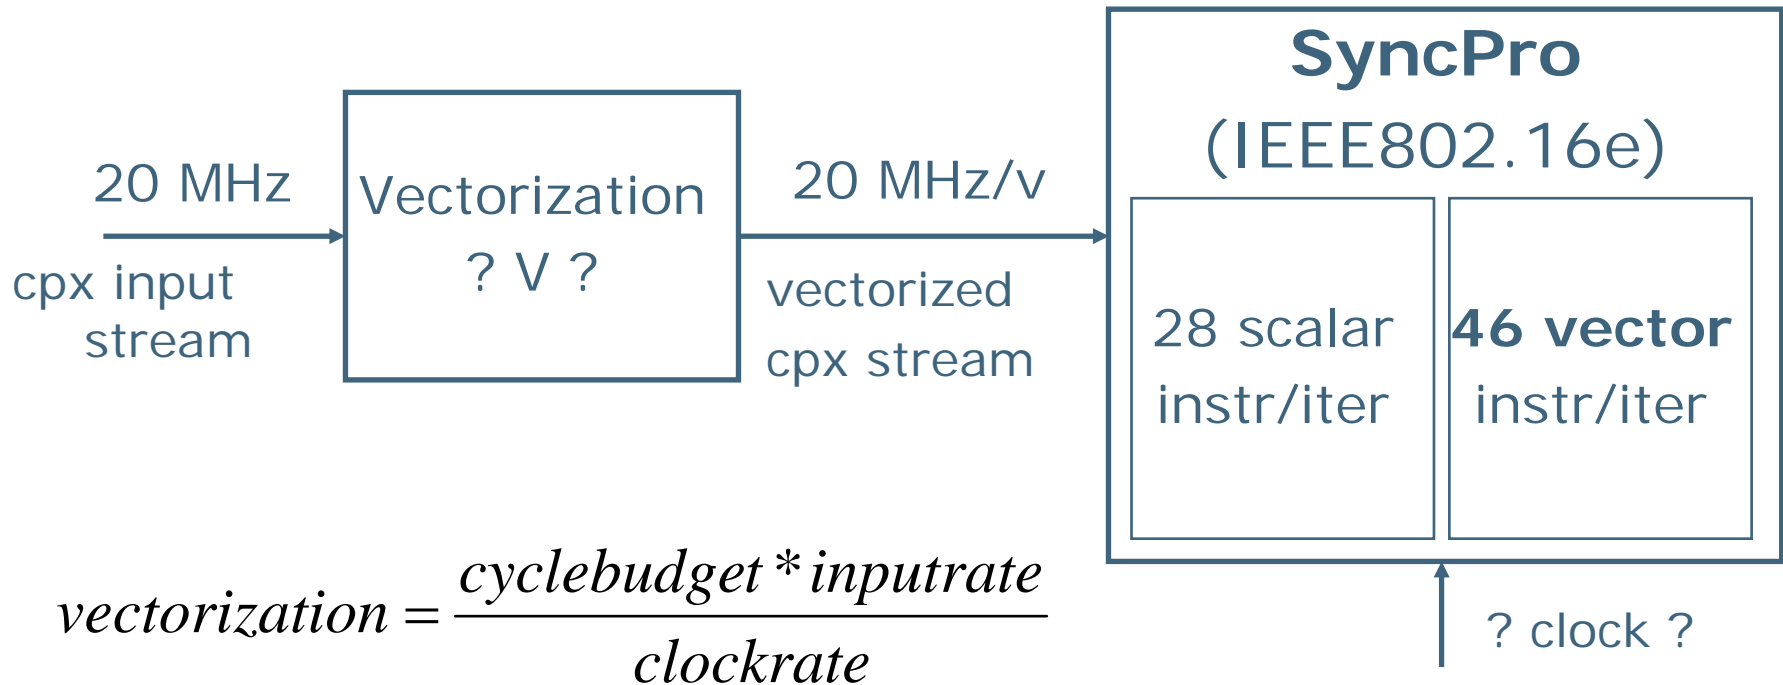 20 MHz
cpx input
stream
Vectorization
? V ?
20 MHz/v
vectorized
cpx stream
SyncPro
(IEEE802.16e)
28 scalar
instr/iter
46 vector
instr/iter
? clock ?
vectorization = cyclebudget * inputrate
clockrate